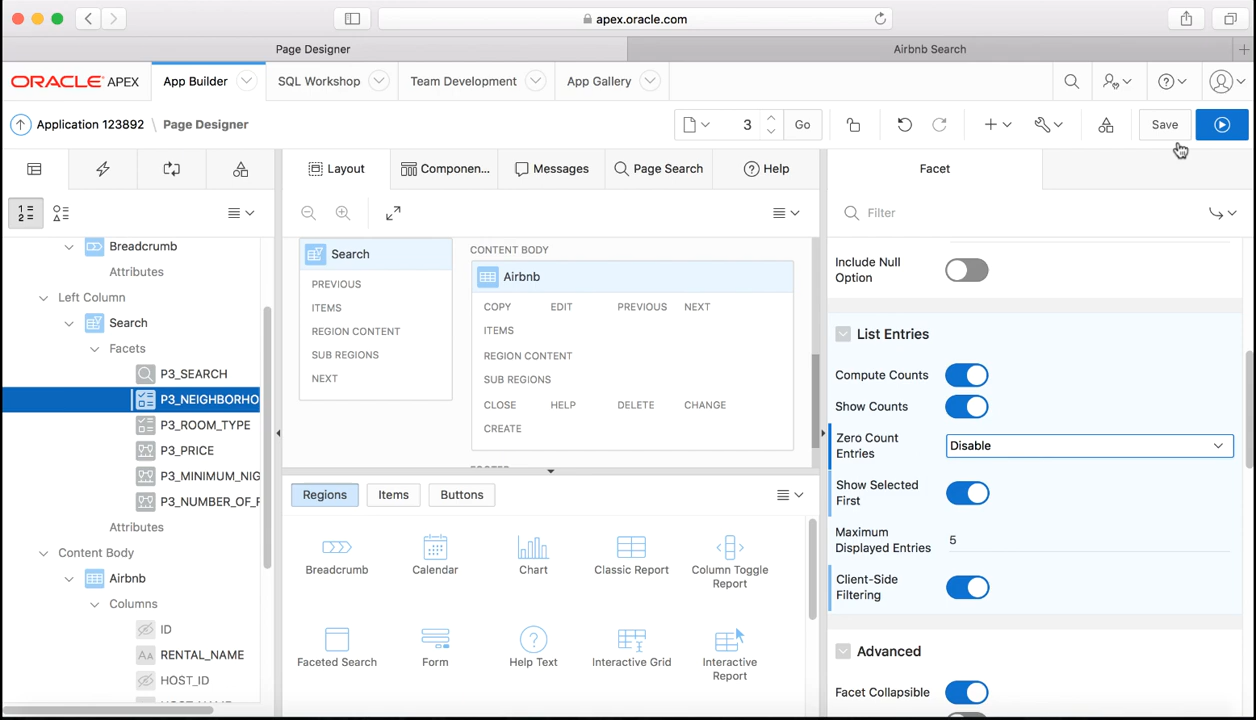 apex.oracle.com
Page Designer
Airbnb Search
ORACLE APEX
App Builder
SQL Workshop
Team Development
App Gallery
Application 123892 \ Page Designer
3
Go
Save
Layout
Componen...
Messages
Page Search
Help
Facet
Filter
Breadcrumb
Attributes
Left Column
Search
Facets
P3_SEARCH
P3_NEIGHBORHO
P3_ROOM_TYPE
P3_PRICE
P3_MINIMUM_NIG
P3_NUMBER_OF_R
Attributes
Content Body
Airbnb
Columns
ID
RENTAL_NAME
HOST_ID
Search
PREVIOUS
ITEMS
REGION CONTENT
SUB REGIONS
NEXT
CONTENT BODY
Airbnb
COPY EDIT PREVIOUS NEXT
ITEMS
REGION CONTENT
SUB REGIONS
CLOSE HELP DELETE CHANGE
CREATE
Regions
Items
Buttons
Breadcrumb
Calendar
Chart
Classic Report
Column Toggle
Report
Faceted Search
Form
Help Text
Interactive Grid
Interactive
Report
Include Null
Option
List Entries
Compute Counts
Show Counts
Zero Count
Entries
Disable
Show Selected
First
Maximum
Displayed Entries
5
Client-Side
Filtering
Advanced
Facet Collapsible